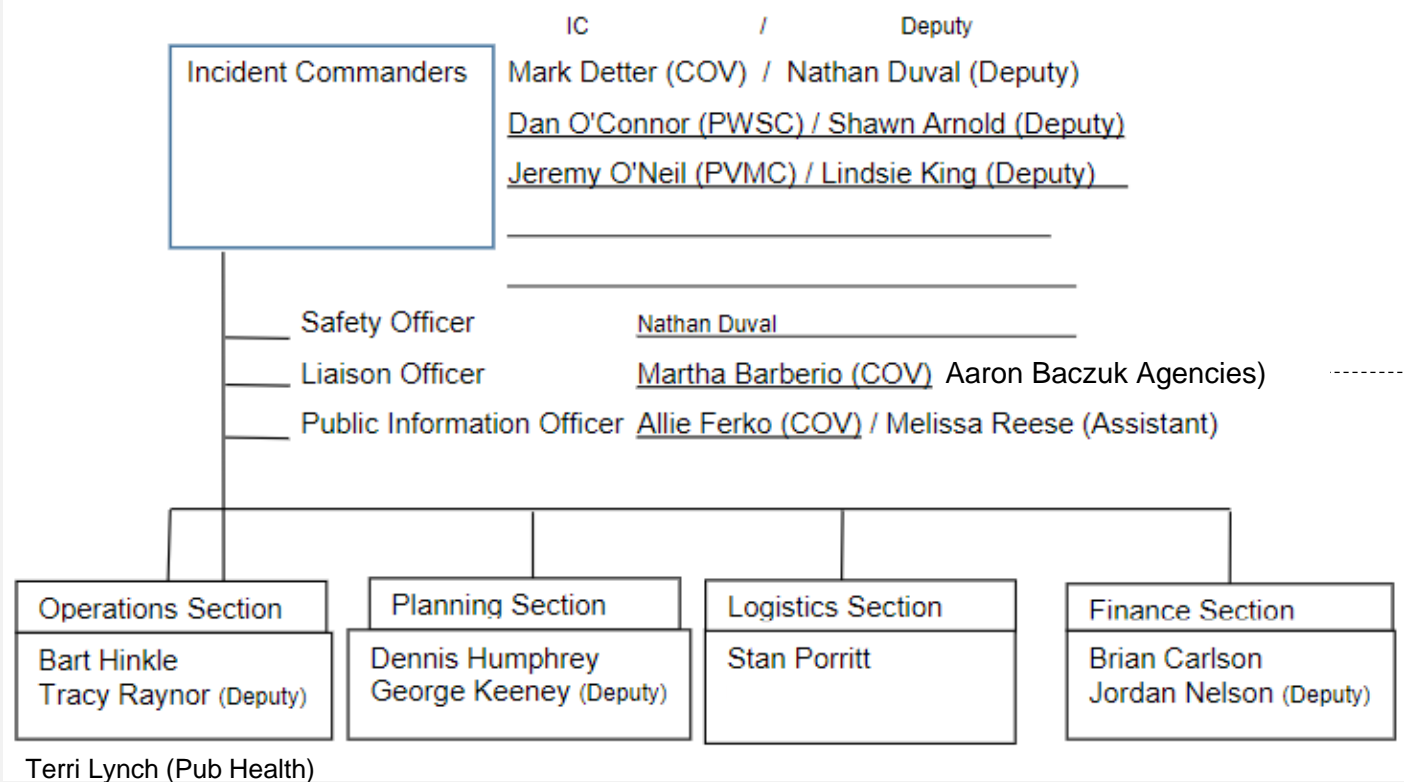 IC / Deputy
Incident Commanders
Mark Detter (COV) / Nathan Duval (Deputy)
Dan O'Connor (PWSC) / Shawn Arnold (Deputy)
Jeremy O'Neil (PVMC) / Lindsie King (Deputy)
Safety Officer Nathan Duval
Liaison Officer Martha Barberio (COV) Aaron Baczuk Agencies)
Public Information Officer Allie Ferko (COV) / Melissa Reese (Assistant)
Operations Section
Bart Hinkle
Tracy Raynor (Deputy)
Terri Lynch (Pub Health)
Planning Section
Dennis Humphrey
George Keeney (Deputy)
Logistics Section
Stan Porritt
Finance Section
Brian Carlson
Jordan Nelson (Deputy)